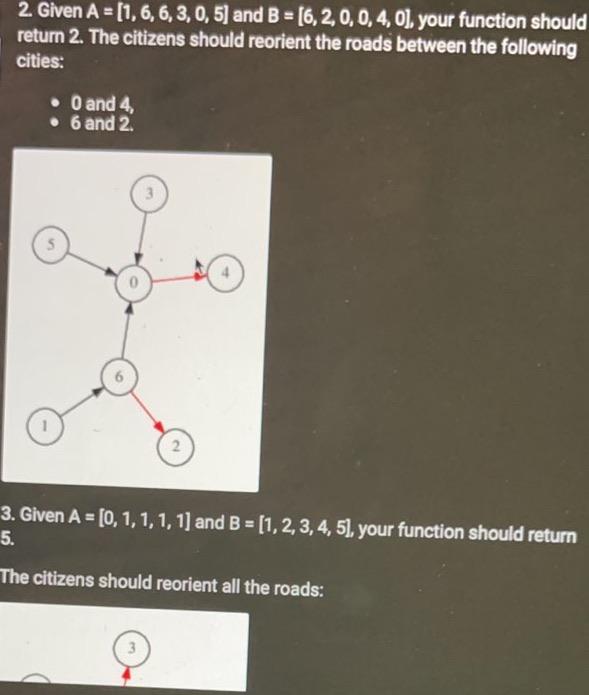 2. Given A = [1, 6, 6, 3, 0, 5] and B = [6, 2, 0, 0, 4, 0], your function should
return 2. The citizens should reorient the roads between the following
cities:
• 0 and 4,
• 6 and 2.
3
5
4
0
6
1
2
3. Given A = [0, 1, 1, 1, 1] and B = [1, 2, 3, 4, 5], your function should return
5.
The citizens should reorient all the roads:
3